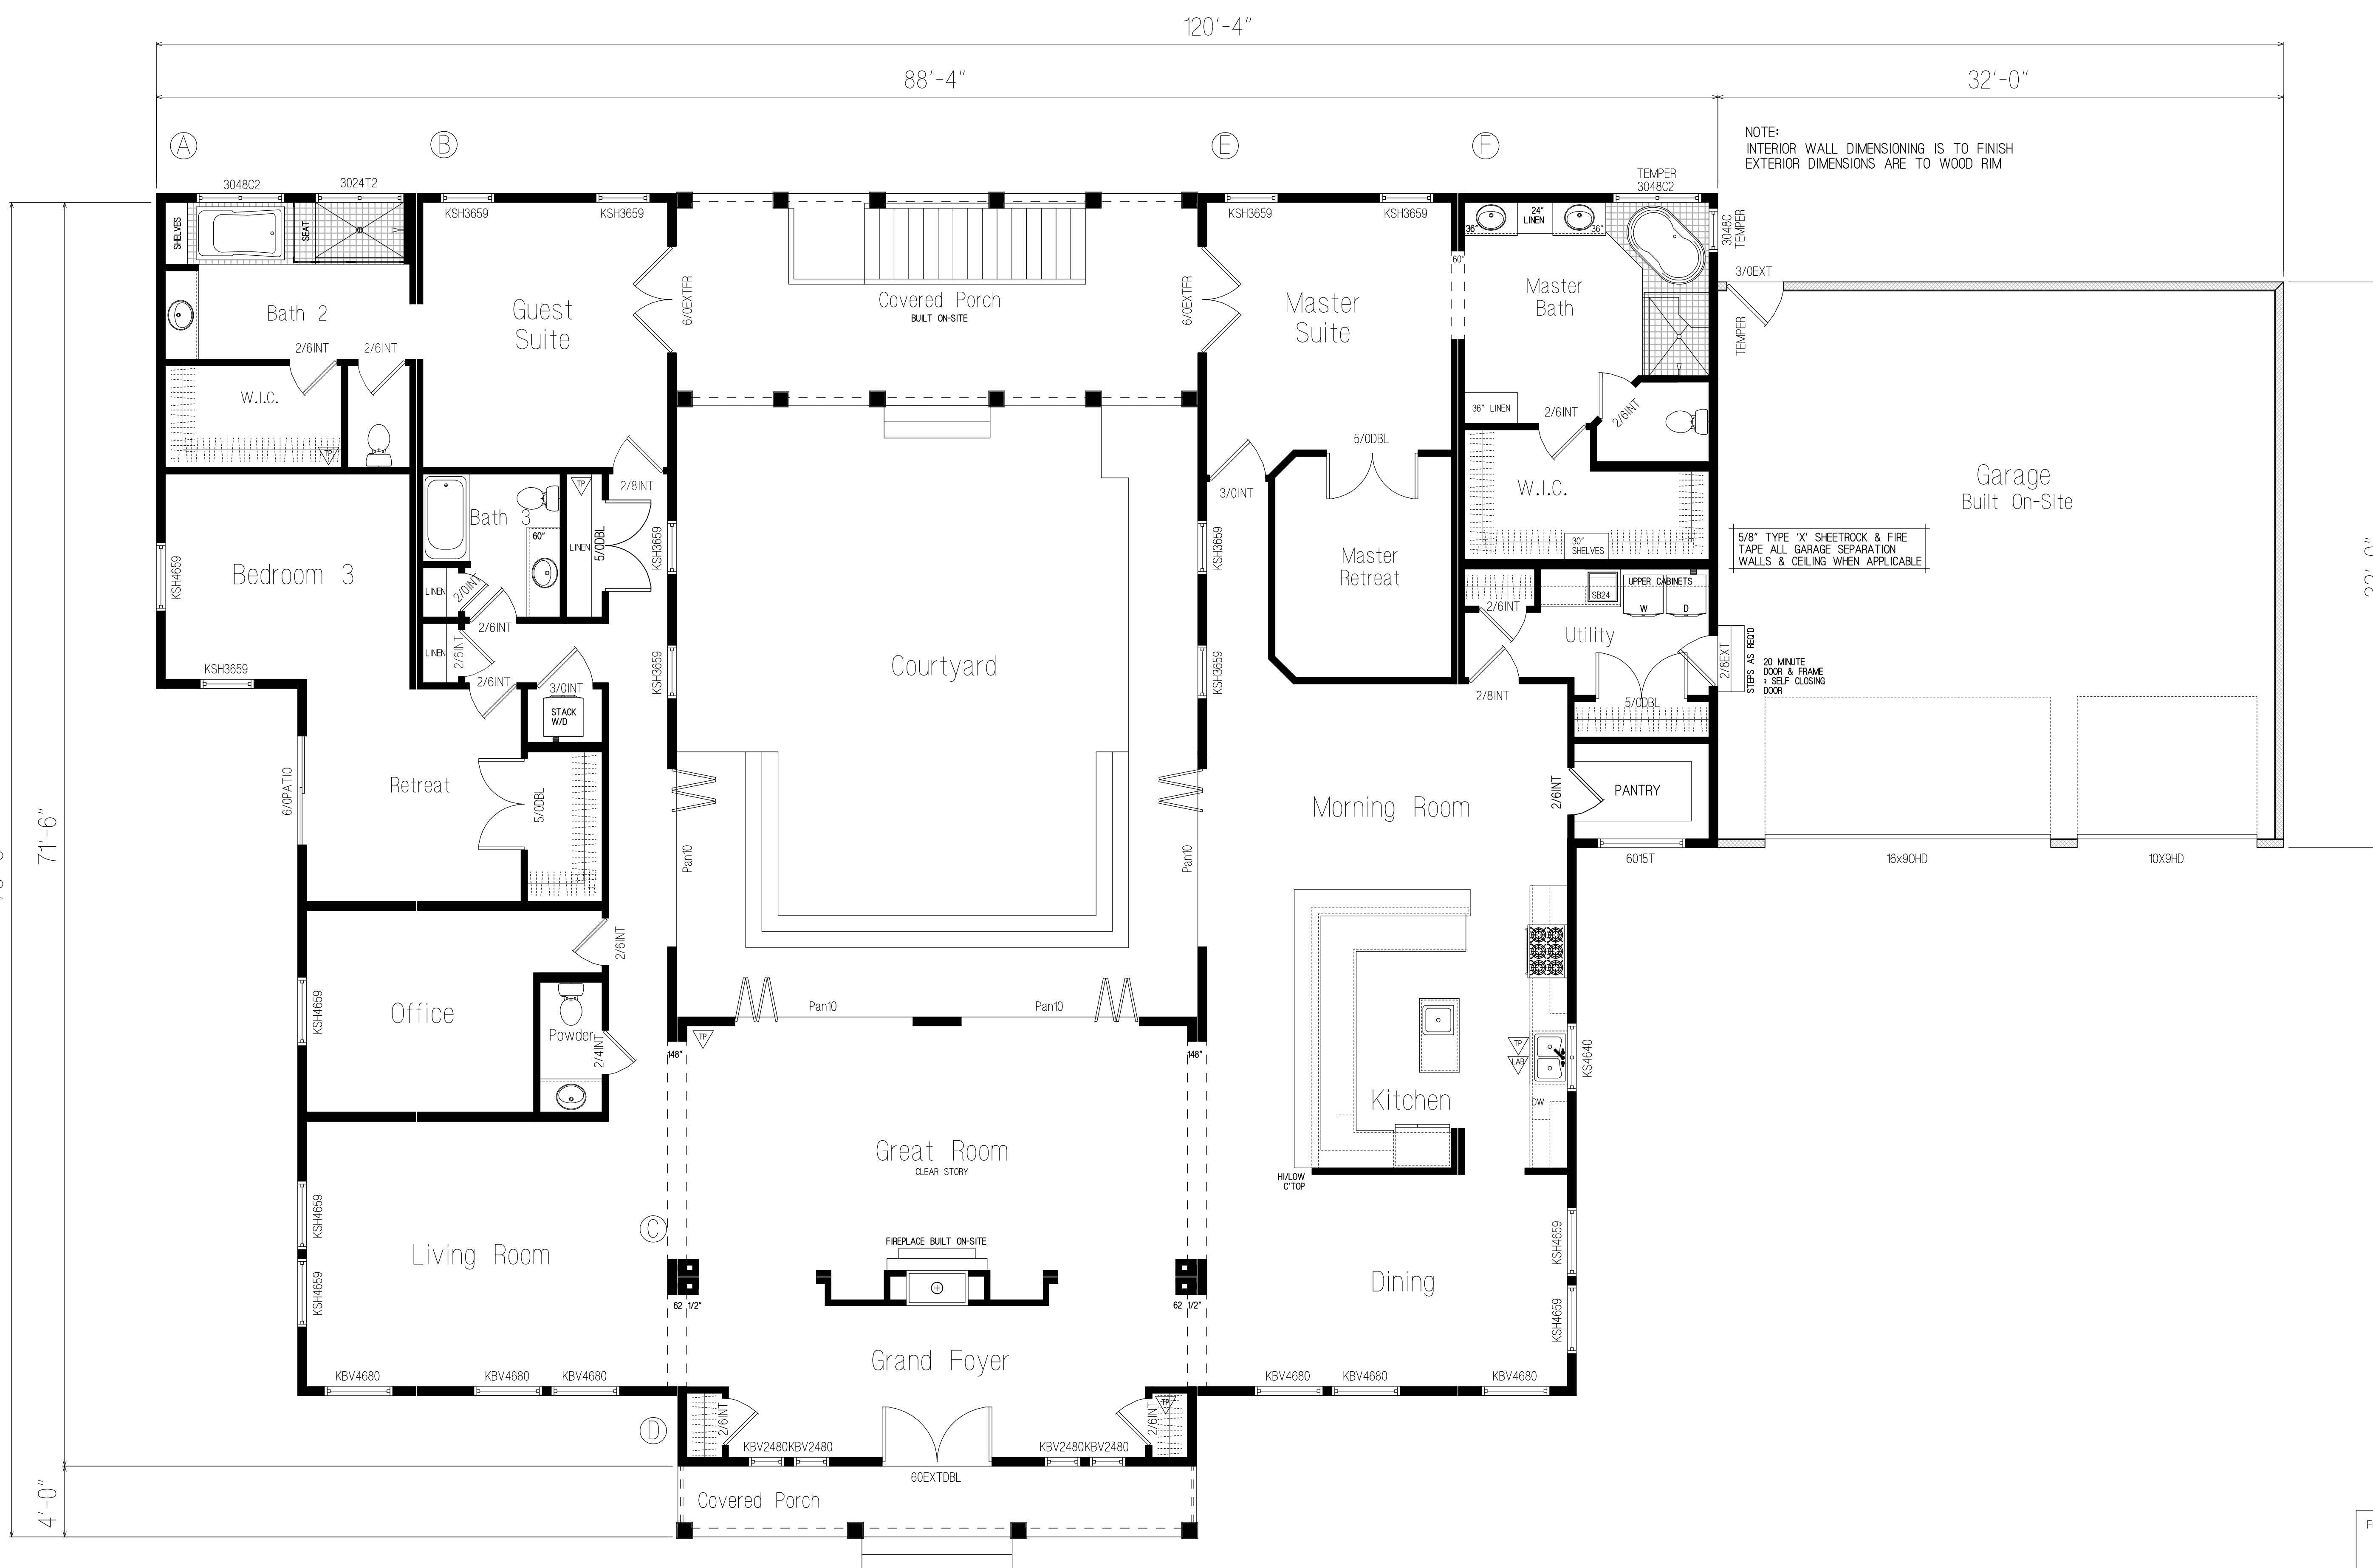 120'-4"
88'-4"
32'-0"
A
B
E
F
NOTE:
INTERIOR WALL DIMENSIONING IS TO FINISH
EXTERIOR DIMENSIONS ARE TO WOOD RIM
3048C2
3024T2
TEMPER
3048C2
KSH3659
KSH3659
KSH3659
KSH3659
SHELVES
SEAT
36"
24"
LINEN
36"
3048C
TEMPER
60"
3/0EXT
TEMPER
Bath 2
Guest
Suite
6/0EXTFR
Covered Porch
BUILT ON-SITE
6/0EXTFR
Master
Suite
Master
Bath
2/6INT
2/6INT
W.I.C.
TP
36" LINEN
2/6INT
2/6INT
5/0DBL
2/8INT
3/0INT
W.I.C.
30"
SHELVES
Garage
Built On-Site
5/8" TYPE 'X' SHEETROCK & FIRE
TAPE ALL GARAGE SEPARATION
WALLS & CEILING WHEN APPLICABLE
TP
Bath 3
60"
LINEN
5/0DBL
KSH3659
KSH3659
KSH4659
Bedroom 3
LINEN
2/0INT
2/6INT
LINEN
2/6INT
2/6INT
3/0INT
STACK
W/D
KSH3659
KSH3659
KSH3659
Master
Retreat
UPPER CABINETS
SB24
W
D
2/6INT
Utility
2/8EXT
STEPS AS REQ'D
20 MINUTE
DOOR & FRAME
: SELF CLOSING
DOOR
2/8INT
5/0DBL
Courtyard
6/0PATIO
Retreat
5/0DBL
Pan10
Pan10
Morning Room
2/6INT
PANTRY
6015T
16x90HD
10X9HD
71'-6"
2/6INT
KSH4659
Office
Powder
2/4INT
Pan10
Pan10
TP
148"
148"
TP
LAB
KS4640
DW
Kitchen
HI/LOW
C'TOP
Great Room
CLEAR STORY
C
KSH4659
KSH4659
Living Room
FIREPLACE BUILT ON-SITE
62 1/2"
62 1/2"
Dining
KSH4659
KSH4659
Grand Foyer
KBV4680
KBV4680
KBV4680
KBV4680
KBV4680
KBV4680
D
2/6INT
TP
2/6INT
KBV2480KBV2480
KBV2480KBV2480
60EXTDBL
Covered Porch
4'-0"